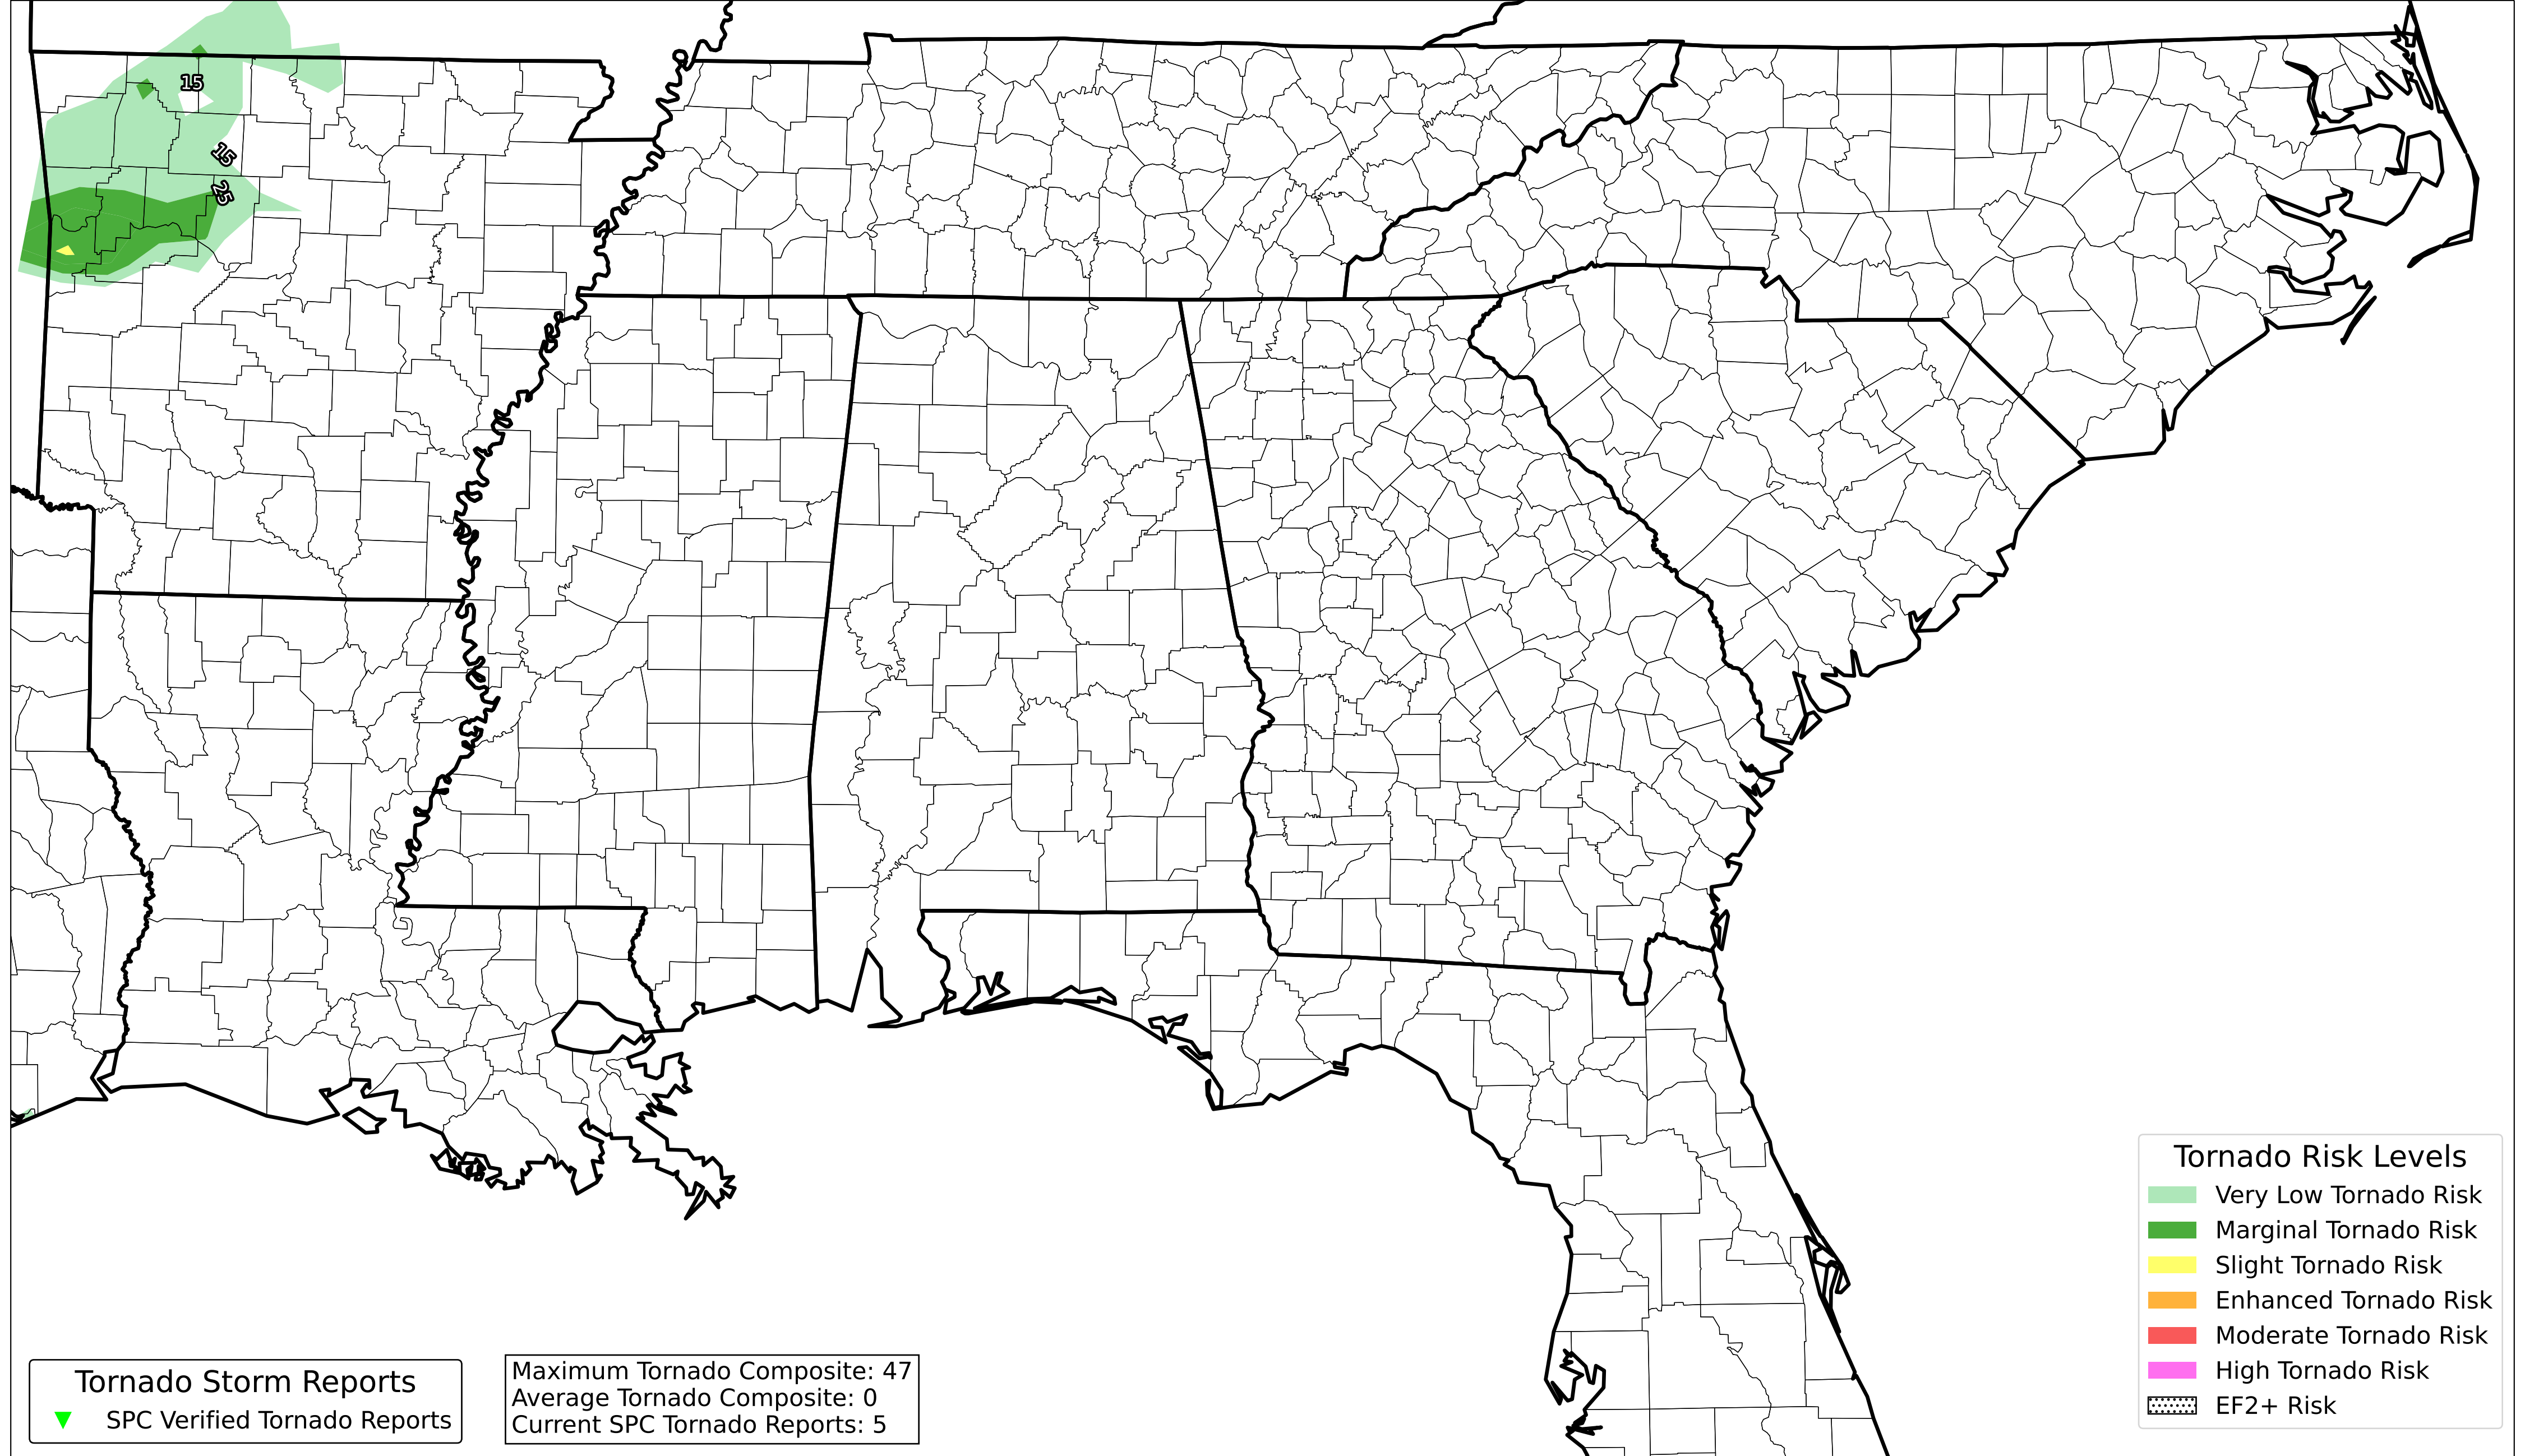 15
15
25
Tornado Risk Levels
Very Low Tornado Risk
Marginal Tornado Risk
Slight Tornado Risk
Enhanced Tornado Risk
Moderate Tornado Risk
High Tornado Risk
EF2+ Risk
Tornado Storm Reports
SPC Verified Tornado Reports
Maximum Tornado Composite: 47
Average Tornado Composite: 0
Current SPC Tornado Reports: 5